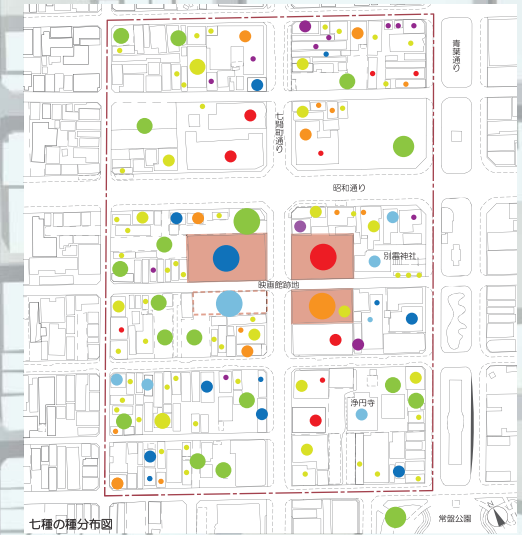 青葉通り
七間町通り
昭和通り
別雷神社
映画館跡地
浄円寺
七種の種分布図
常盤公園